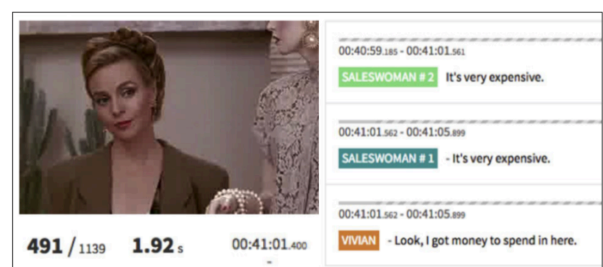 00:40:59.185 - 00:41:01.561
SALESWOMAN # 2 It's very expensive.
00:41:01.562 - 00:41:05.899
SALESWOMAN # 1 - It's very expensive.
00:41:01.562 - 00:41:05.899
VIVIAN - Look, I got money to spend in here.
491 / 1139 1.92 s 00:41:01.400
-